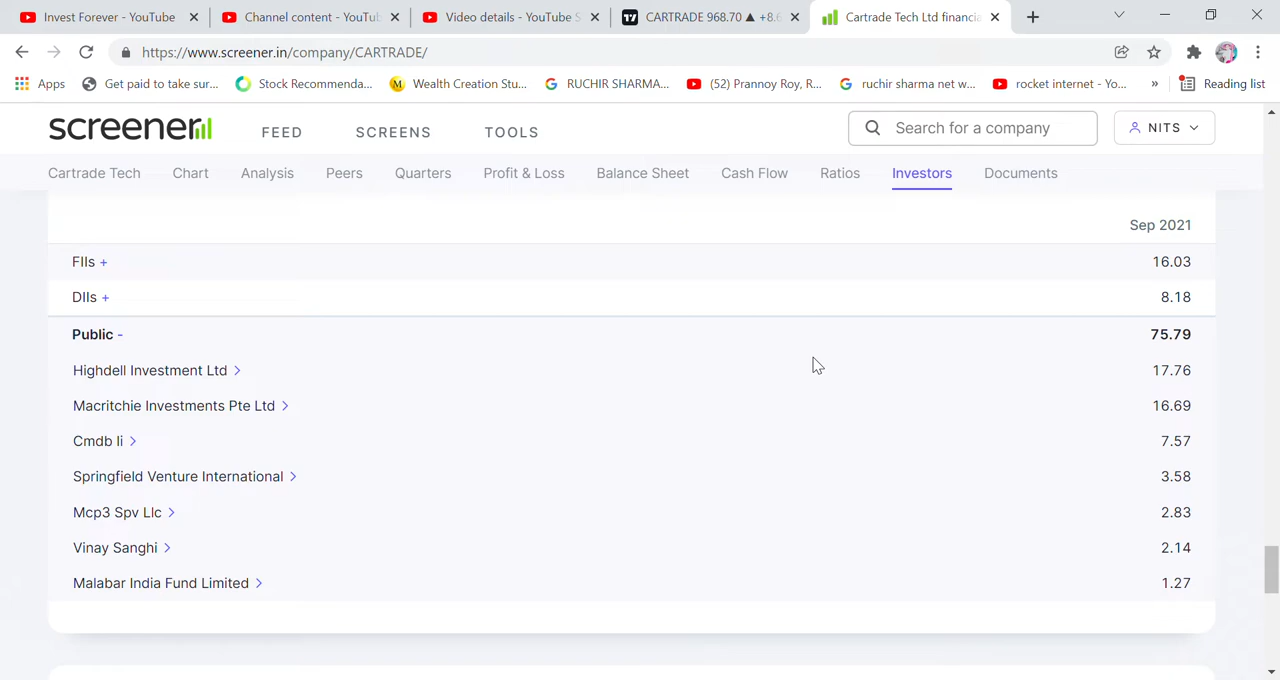 Invest Forever - YouTube
Channel content - YouTu
Video details - YouTube S
CARTRADE 968.70 ▲ +8.6
Cartrade Tech Ltd financia
https://www.screener.in/company/CARTRADE/
Apps
Get paid to take sur...
Stock Recommenda...
Wealth Creation Stu...
RUCHIR SHARMA...
(52) Prannoy Roy, R...
ruchir sharma net w...
rocket internet - Yo...
»
Reading list
screener
FEED
SCREENS
TOOLS
Search for a company
NITS
Cartrade Tech
Chart
Analysis
Peers
Quarters
Profit & Loss
Balance Sheet
Cash Flow
Ratios
Investors
Documents
Sep 2021
FIIs + 16.03
DIIs + 8.18
Public - 75.79
Highdell Investment Ltd > 17.76
Macritchie Investments Pte Ltd > 16.69
Cmdb Ii > 7.57
Springfield Venture International > 3.58
Mcp3 Spv Llc > 2.83
Vinay Sanghi > 2.14
Malabar India Fund Limited > 1.27